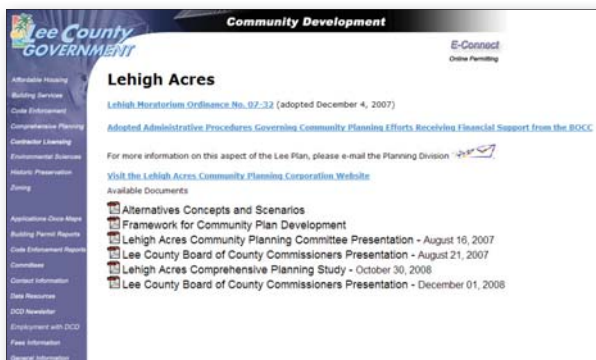 Lee County
GOVERNMENT
Community Development
E-Connect
Online Permitting
Affordable Housing
Building Services
Code Enforcement
Comprehensive Planning
Contractor Licensing
Environmental Sciences
Historic Preservation
Zoning
Applications-Docs-Maps
Building Permit Reports
Code Enforcement Reports
Committees
Contact Information
Data Resources
DCD Newsletter
Employment with DCD
Fees Information
General Information
Lehigh Acres
Lehigh Moratorium Ordinance No. 07-32 (adopted December 4, 2007)
Adopted Administrative Procedures Governing Community Planning Efforts Receiving Financial Support from the BOCC
For more information on this aspect of the Lee Plan, please e-mail the Planning Division
Visit the Lehigh Acres Community Planning Corporation Website
Available Documents
Alternatives Concepts and Scenarios
Framework for Community Plan Development
Lehigh Acres Community Planning Committee Presentation - August 16, 2007
Lee County Board of County Commissioners Presentation - August 21, 2007
Lehigh Acres Comprehensive Planning Study - October 30, 2008
Lee County Board of County Commissioners Presentation - December 01, 2008